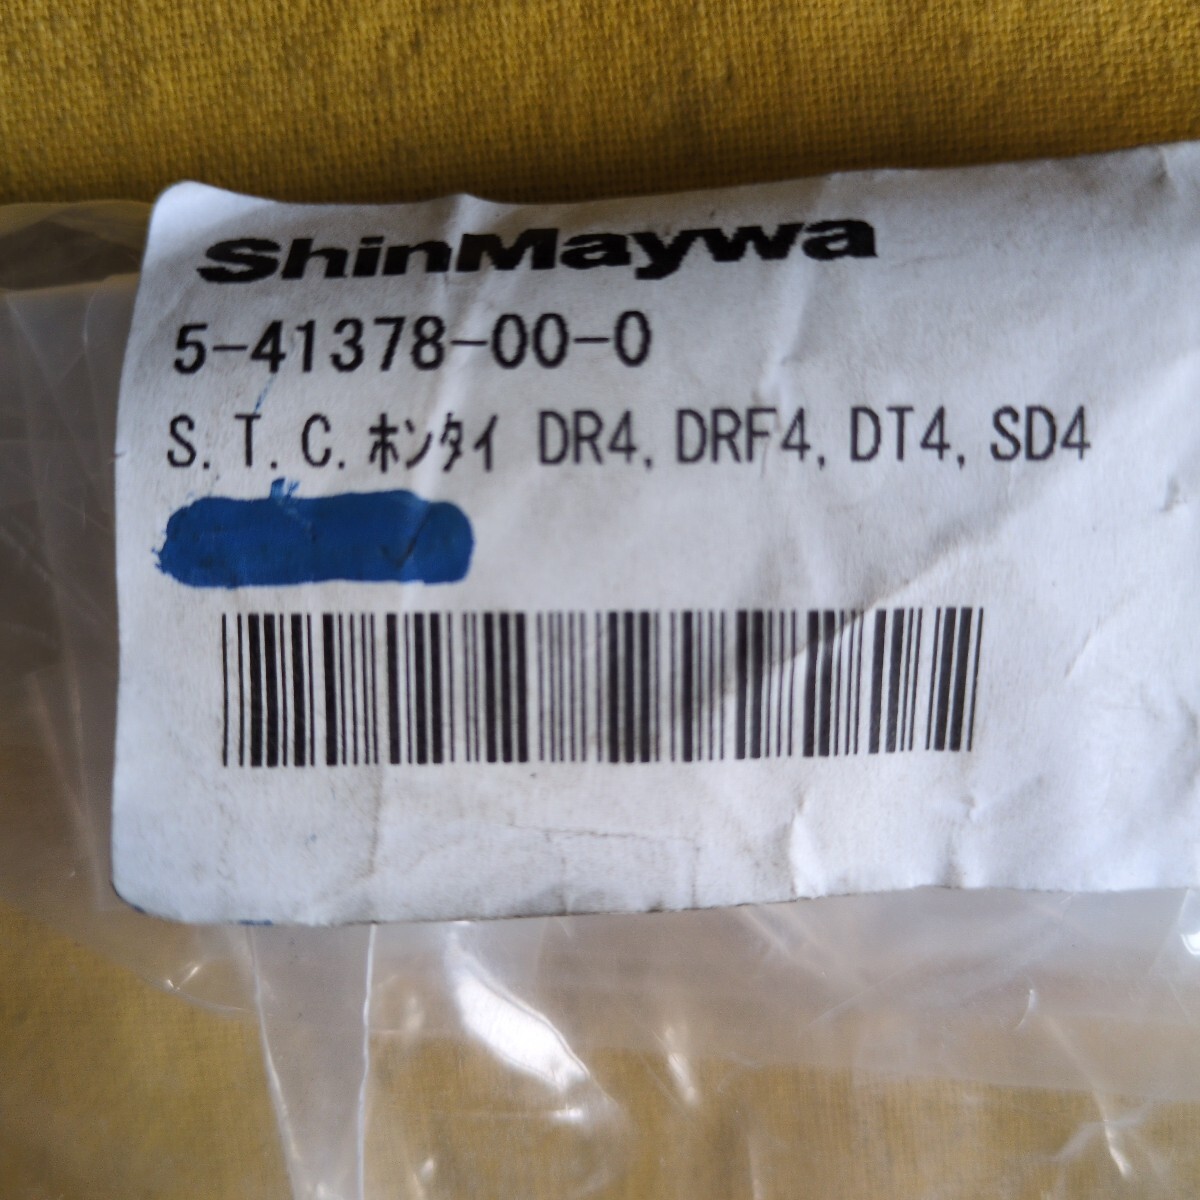 ShinMaywa
5-41378-00-0
S.T.C.ﾎﾝﾀｲ DR4,DRF4,DT4,SD4